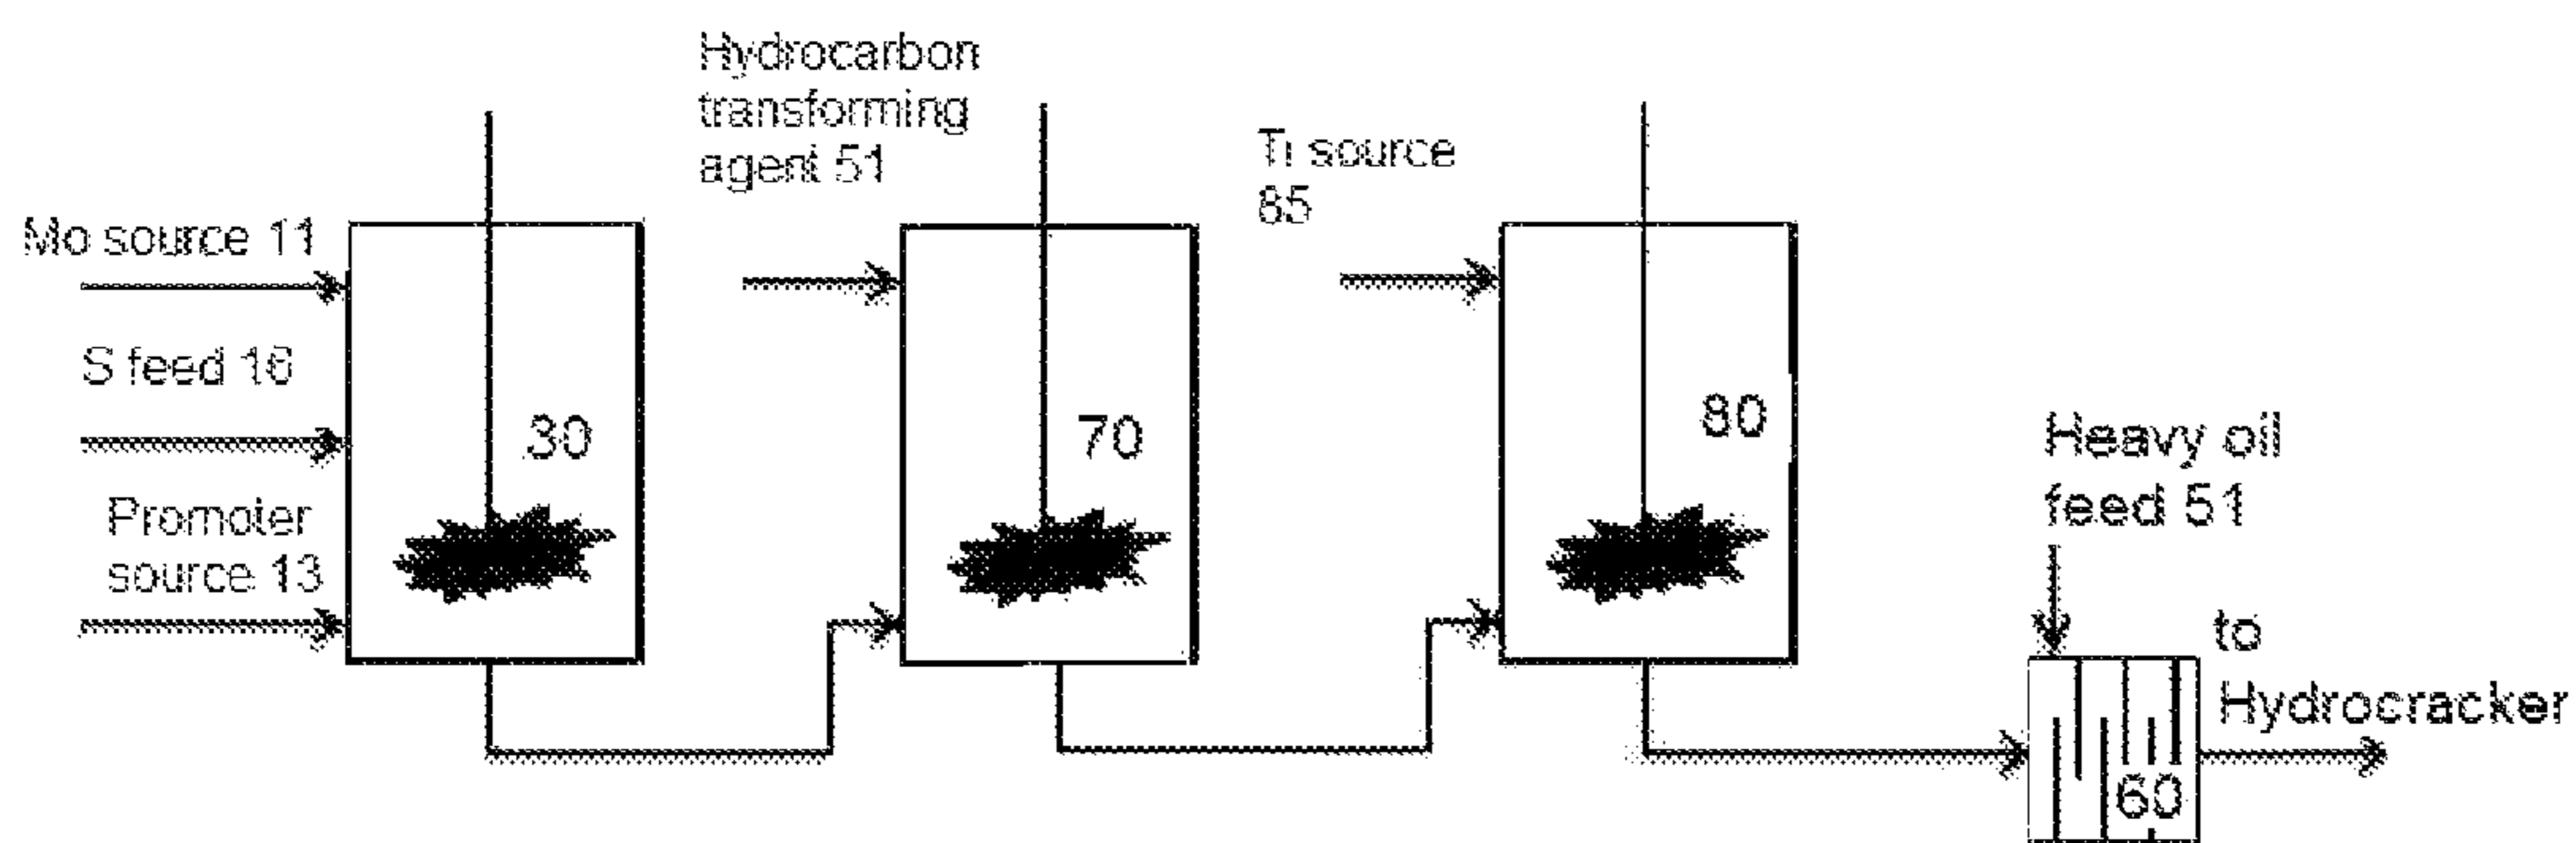 Hydrocarbon
transforming
agent 51
Ti source
85
Mo source 11
S feed 16
Promoter
source 13
30
70
80
Heavy oil
feed 51
to
Hydrocracker
60